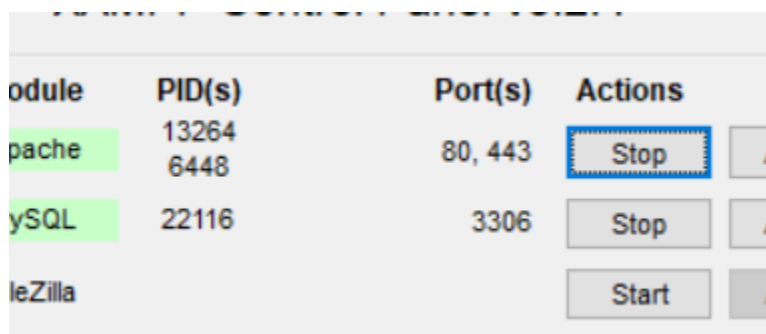 odule PID(s) Port(s) Actions
pache 13264 6448 80, 443 Stop
ySQL 22116 3306 Stop
leZilla Start